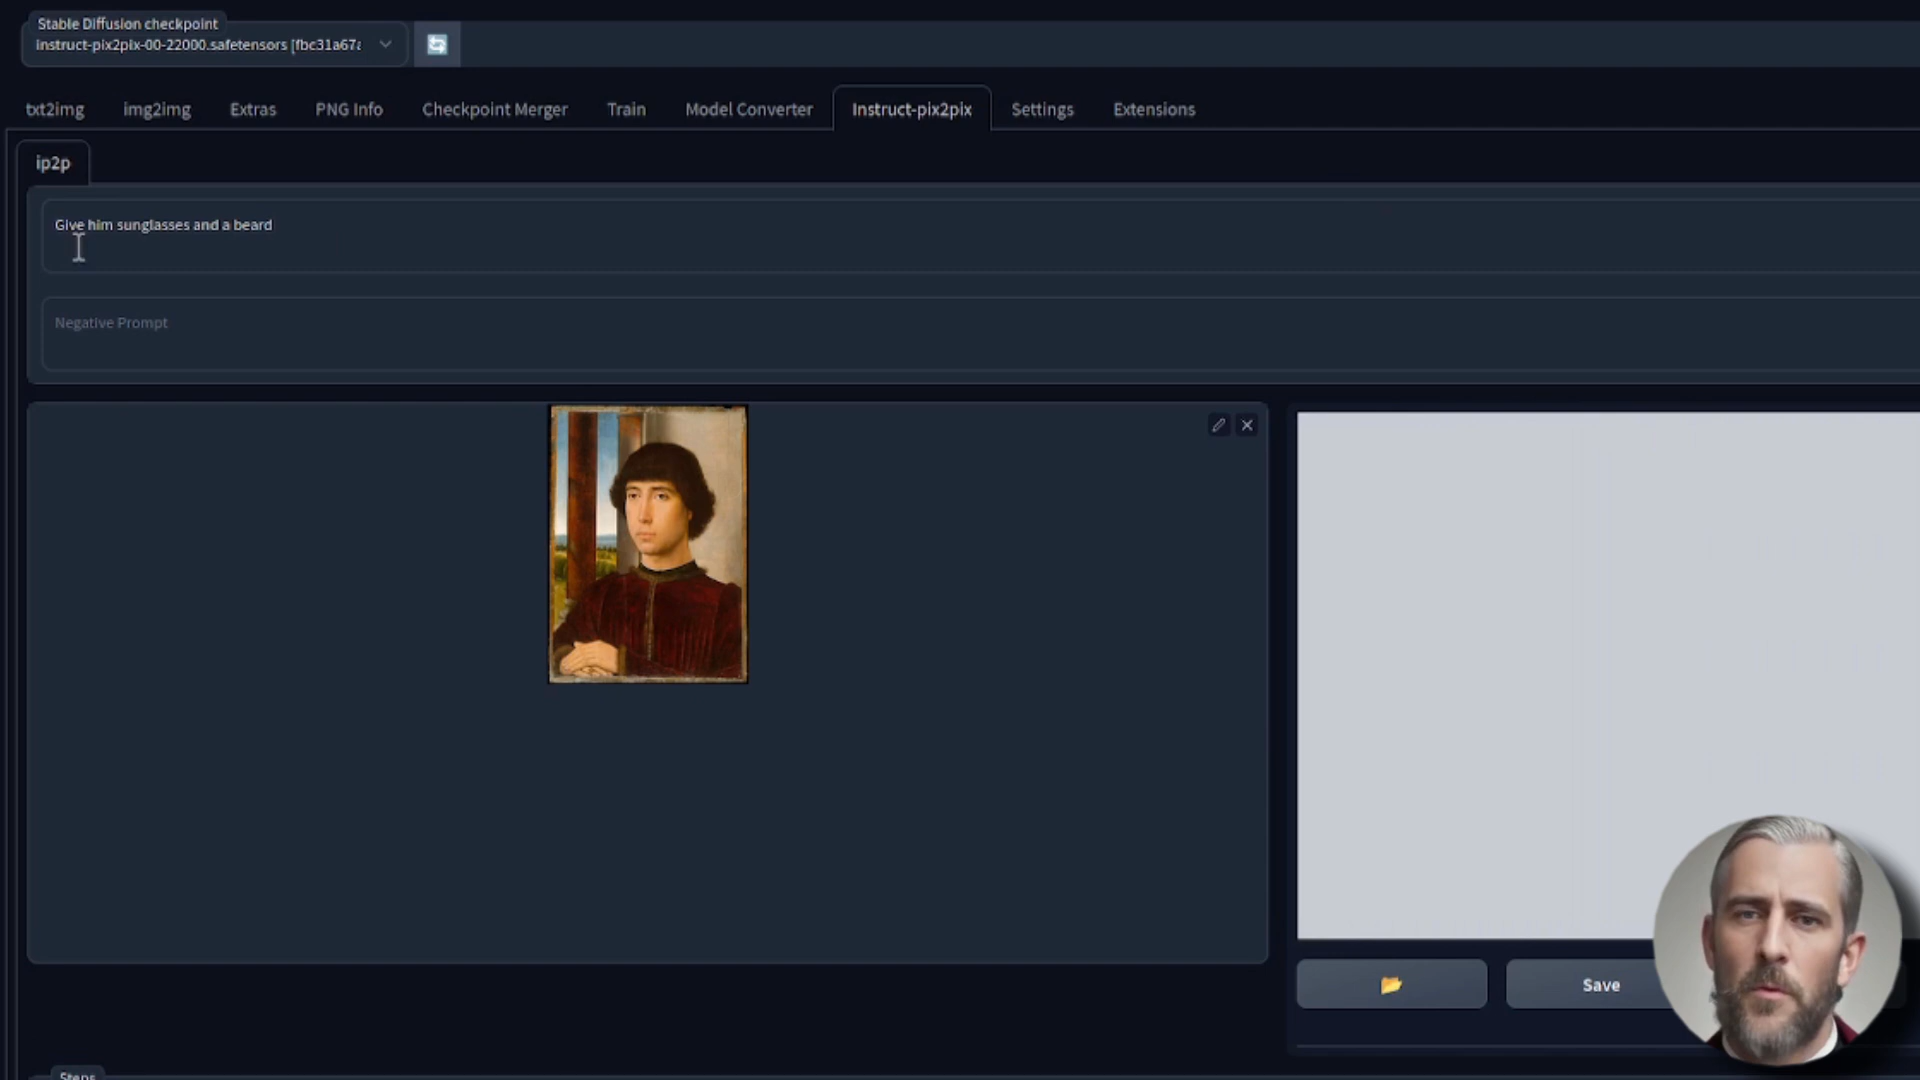 Stable Diffusion checkpoint
instruct-pix2pix-00-22000.safetensors [fbc31a67
txt2img img2img Extras PNG Info Checkpoint Merger Train Model Converter Instruct-pix2pix Settings Extensions
ip2p
Give him sunglasses and a beard
Negative Prompt
Save
Steps